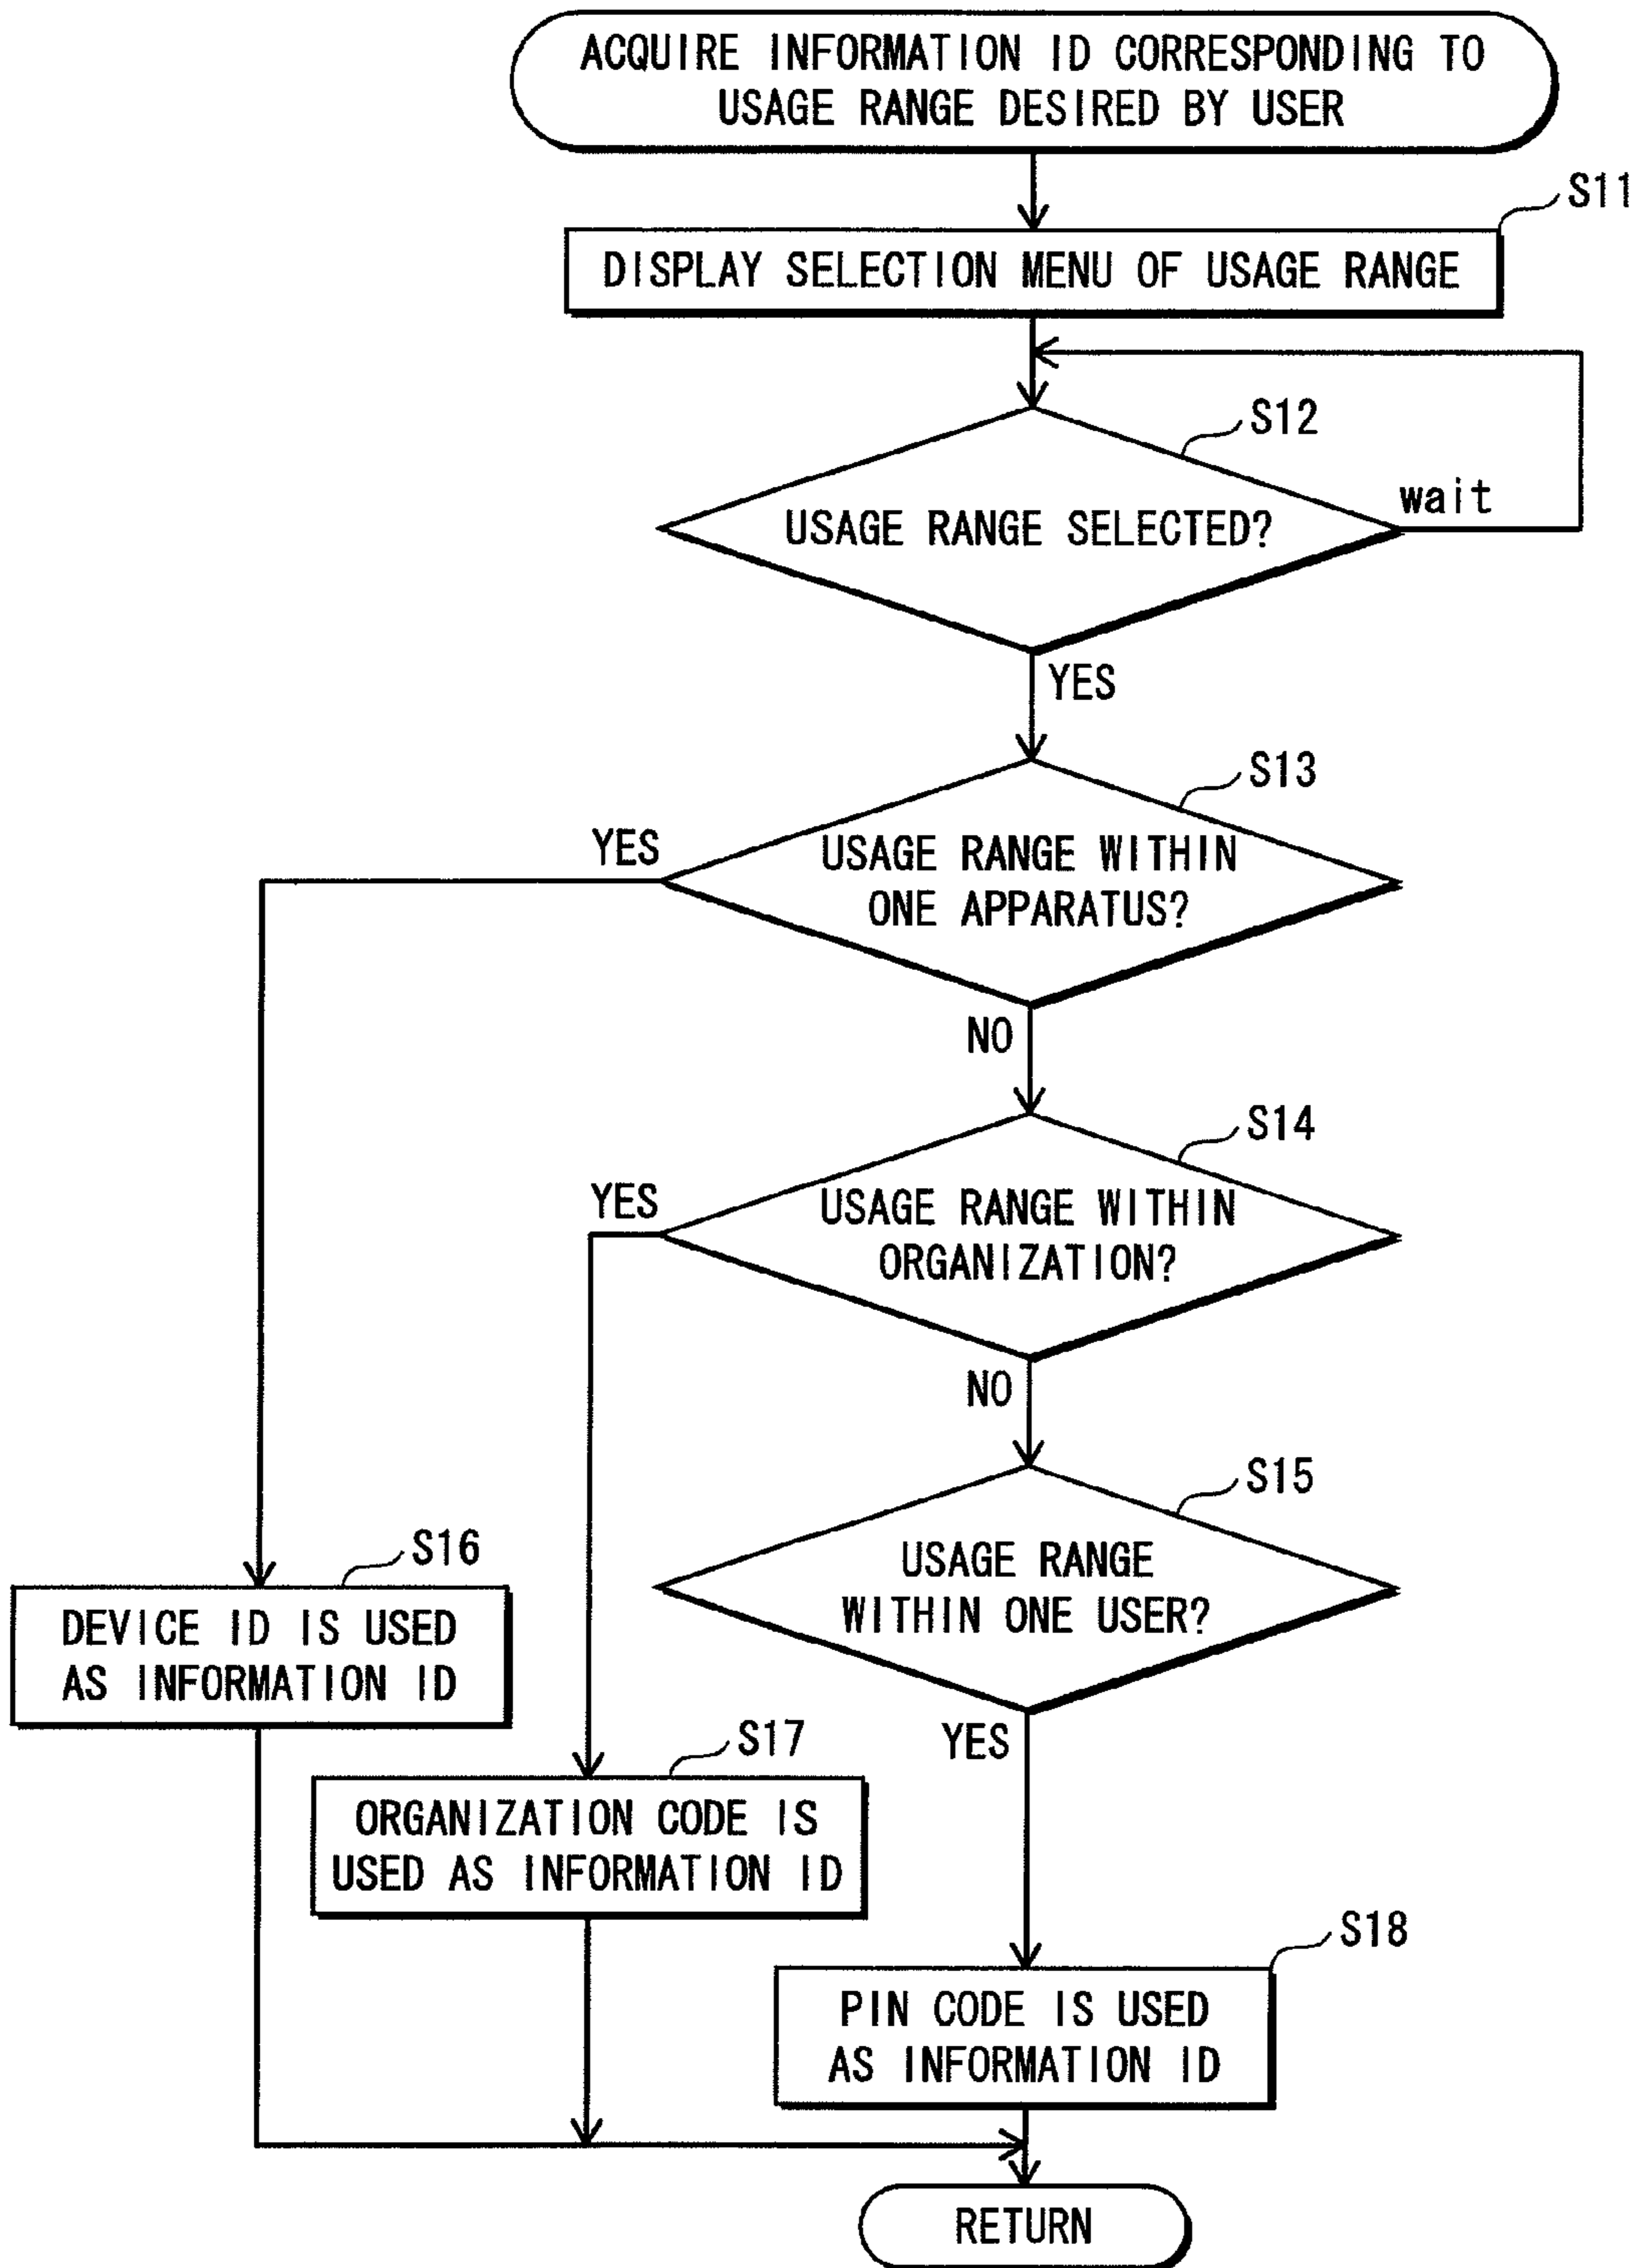 ACQUIRE INFORMATION ID CORRESPONDING TO
USAGE RANGE DESIRED BY USER
S11
DISPLAY SELECTION MENU OF USAGE RANGE
S12
USAGE RANGE SELECTED?
wait
YES
S13
YES
USAGE RANGE WITHIN
ONE APPARATUS?
NO
S14
YES
USAGE RANGE WITHIN
ORGANIZATION?
NO
S15
USAGE RANGE
WITHIN ONE USER?
YES
S16
DEVICE ID IS USED
AS INFORMATION ID
S17
ORGANIZATION CODE IS
USED AS INFORMATION ID
S18
PIN CODE IS USED
AS INFORMATION ID
RETURN